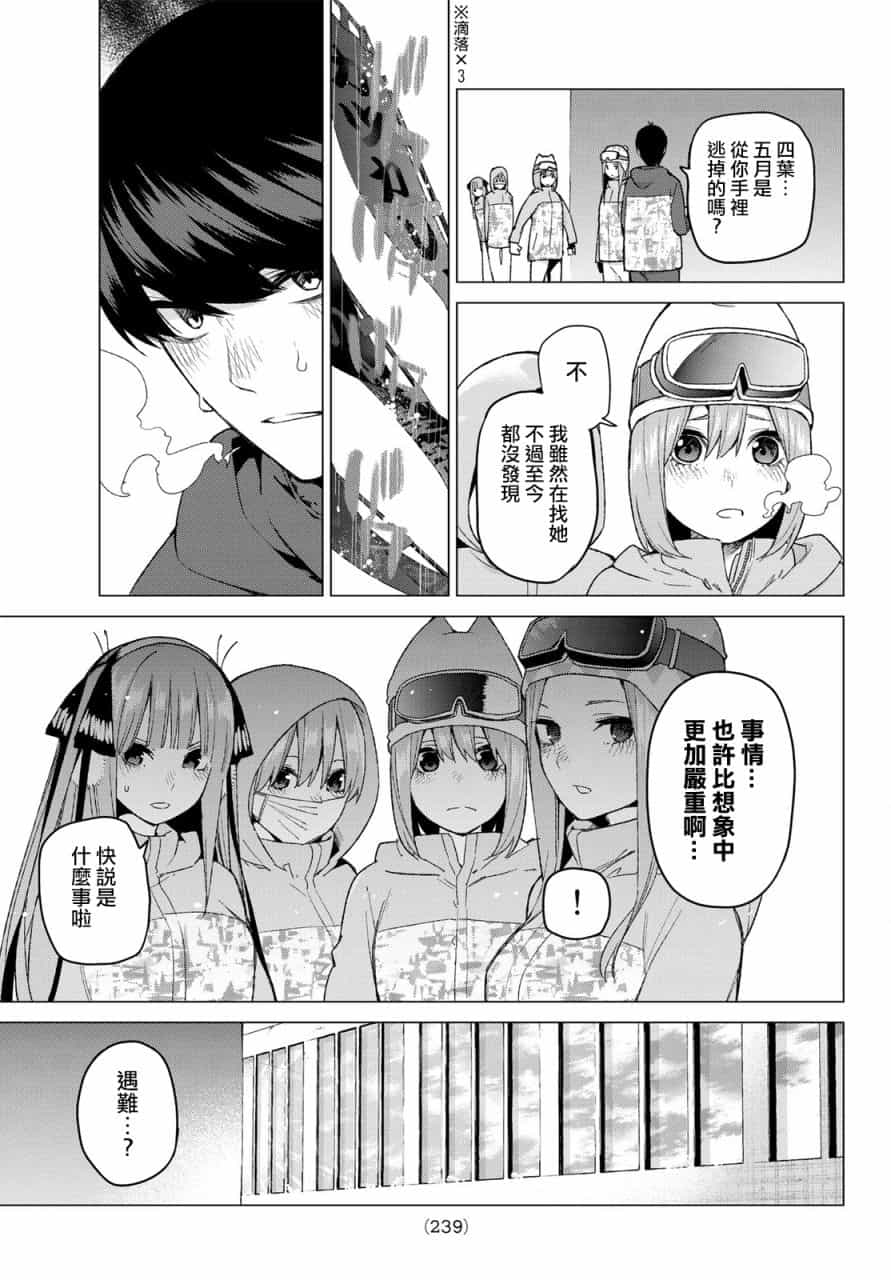 四葉…
五月是
從你手裡
逃掉的嗎?
※滴落×3
不
我雖然在找她
不過至今
都沒發現
事情…
也許比想象中
更加嚴重啊…
!
快說是
什麼事啦
遇難…?
(239)